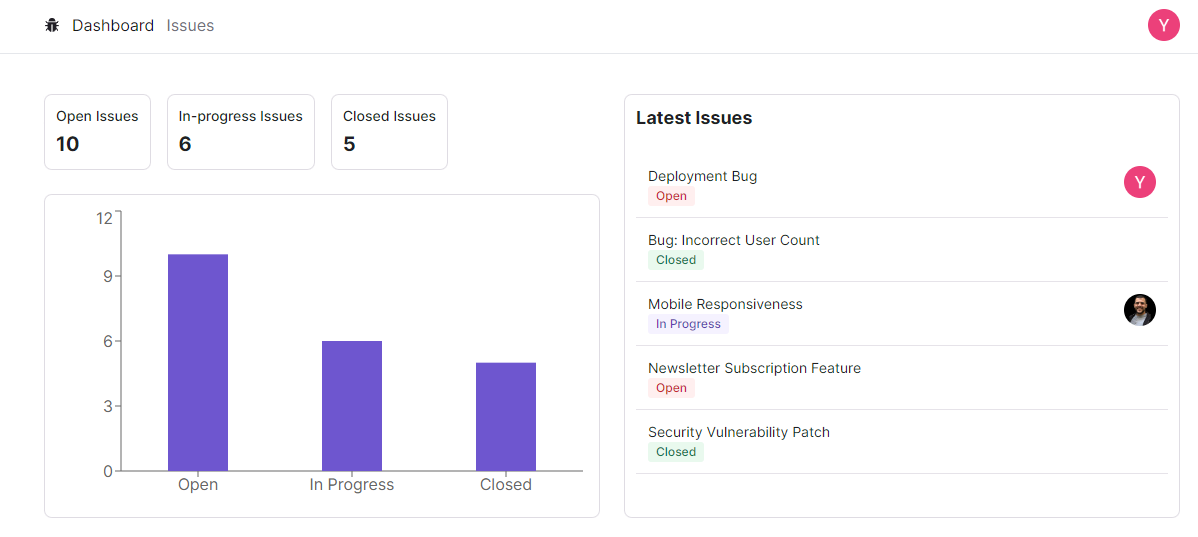 Dashboard Issues
Y
Open Issues
10
In-progress Issues
6
Closed Issues
5
12
9
6
3
0
Open
In Progress
Closed
Latest Issues
Deployment Bug
Open
Y
Bug: Incorrect User Count
Closed
Mobile Responsiveness
In Progress
Newsletter Subscription Feature
Open
Security Vulnerability Patch
Closed